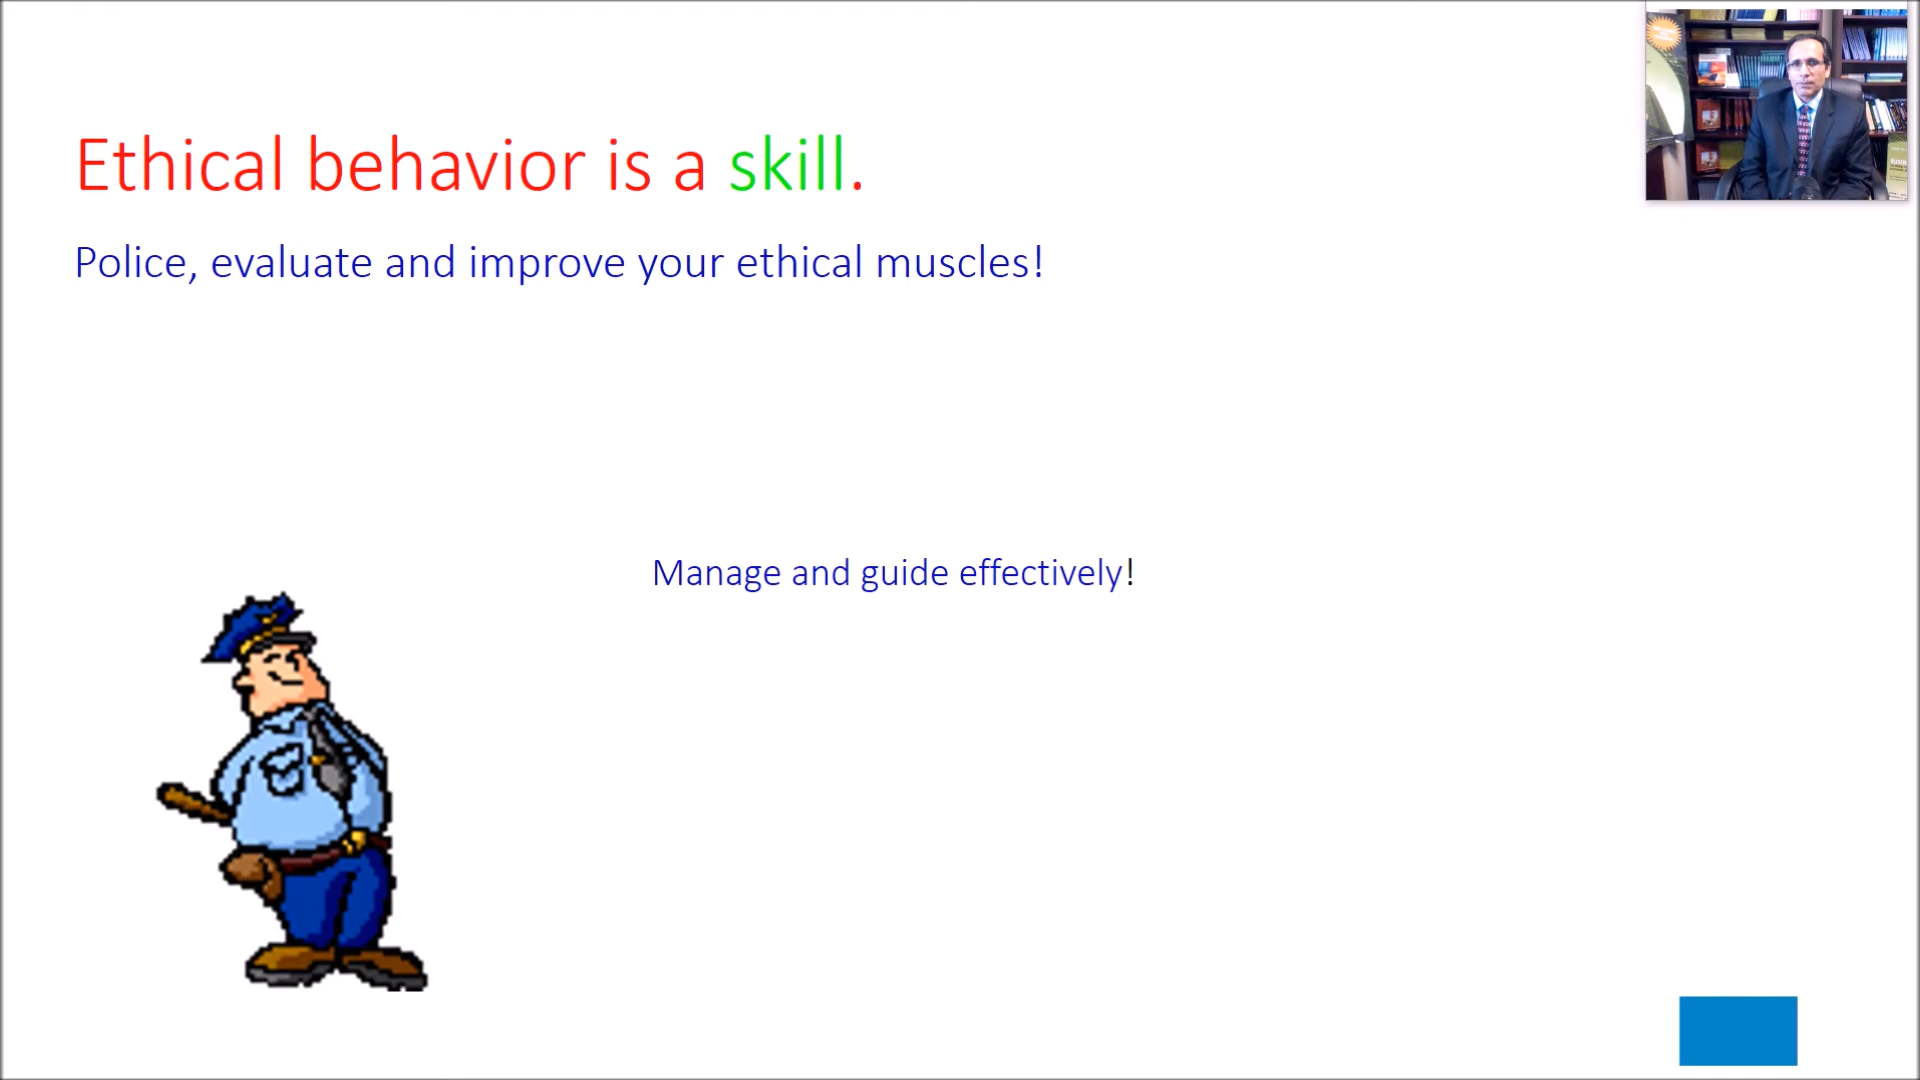 Ethical behavior is a skill.
Police, evaluate and improve your ethical muscles!
Manage and guide effectively!